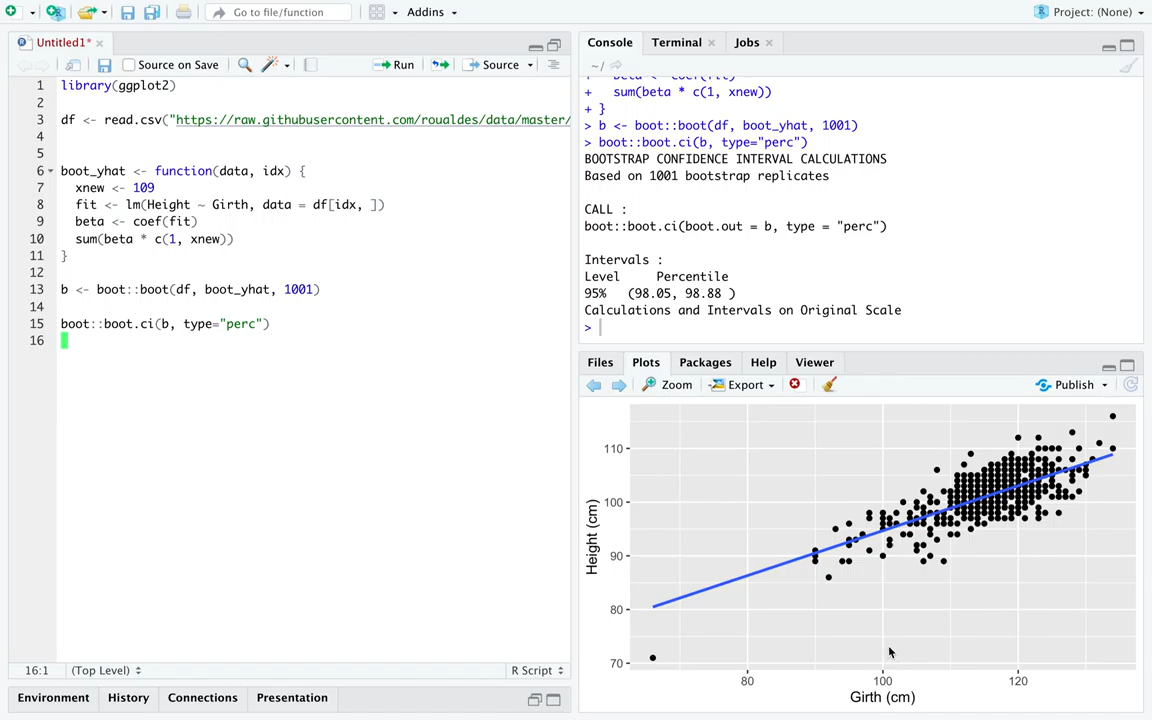 Go to file/function
Addins
Project: (None)
Untitled1*
Source on Save
Run
Source
1 library(ggplot2)
2
3 df <- read.csv("https://raw.githubusercontent.com/roualdes/data/master/
4
5
6 boot_yhat <- function(data, idx) {
7 xnew <- 109
8 fit <- lm(Height ~ Girth, data = df[idx, ])
9 beta <- coef(fit)
10 sum(beta * c(1, xnew))
11 }
12
13 b <- boot::boot(df, boot_yhat, 1001)
14
15 boot::boot.ci(b, type="perc")
16
16:1 (Top Level) R Script
Environment History Connections Presentation
Console Terminal Jobs
~/
+ beta <- coef(fit)
+ sum(beta * c(1, xnew))
+ }
> b <- boot::boot(df, boot_yhat, 1001)
> boot::boot.ci(b, type="perc")
BOOTSTRAP CONFIDENCE INTERVAL CALCULATIONS
Based on 1001 bootstrap replicates
CALL :
boot::boot.ci(boot.out = b, type = "perc")
Intervals :
Level Percentile
95% (98.05, 98.88 )
Calculations and Intervals on Original Scale
>
Files Plots Packages Help Viewer
Zoom Export Publish
110
100
90
80
70
Height (cm)
80 100 120
Girth (cm)